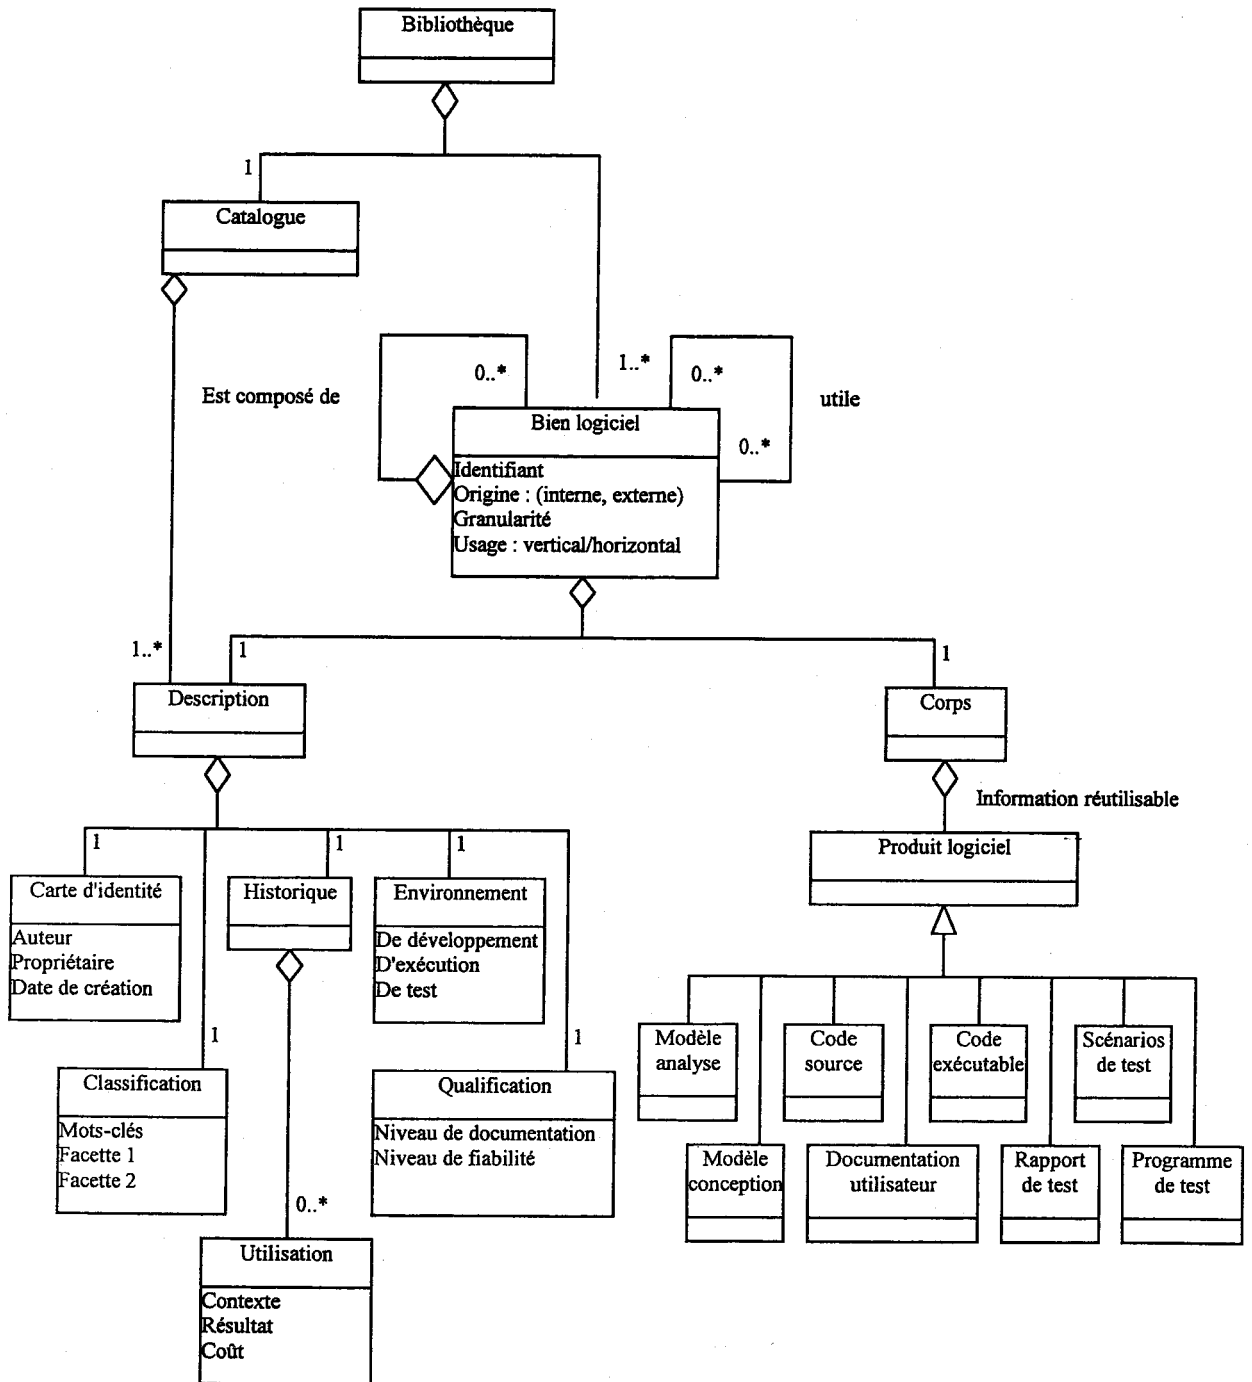 Bibliothèque
1
Catalogue
Est composé de
0..*
1..*
0..*
utile
0..*
Bien logiciel
Identifiant
Origine : (interne, externe)
Granularité
Usage : vertical/horizontal
1..*
1
1
Description
Corps
Information réutilisable
Produit logiciel
1
1
1
Carte d'identité
Auteur
Propriétaire
Date de création
Historique
Environnement
De développement
D'exécution
De test
1
1
Classification
Mots-clés
Facette 1
Facette 2
Qualification
Niveau de documentation
Niveau de fiabilité
0..*
Utilisation
Contexte
Résultat
Coût
Modèle
analyse
Code
source
Code
exécutable
Scénarios
de test
Modèle
conception
Documentation
utilisateur
Rapport
de test
Programme
de test